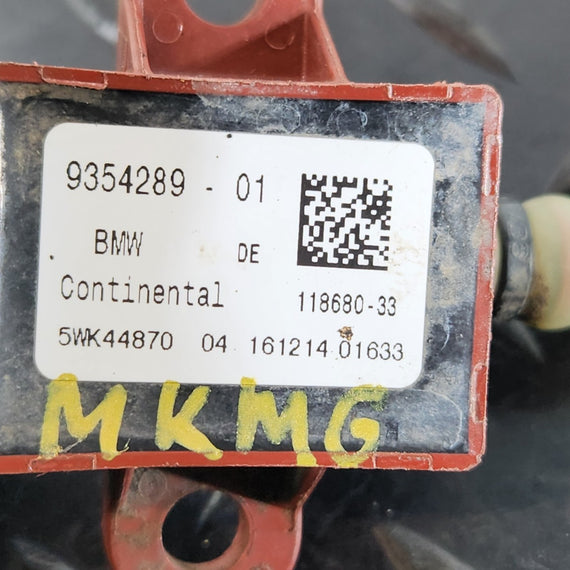 9354289 - 01
BMW DE
Continental 118680-33
5WK44870 04 161214 01633
MKMG